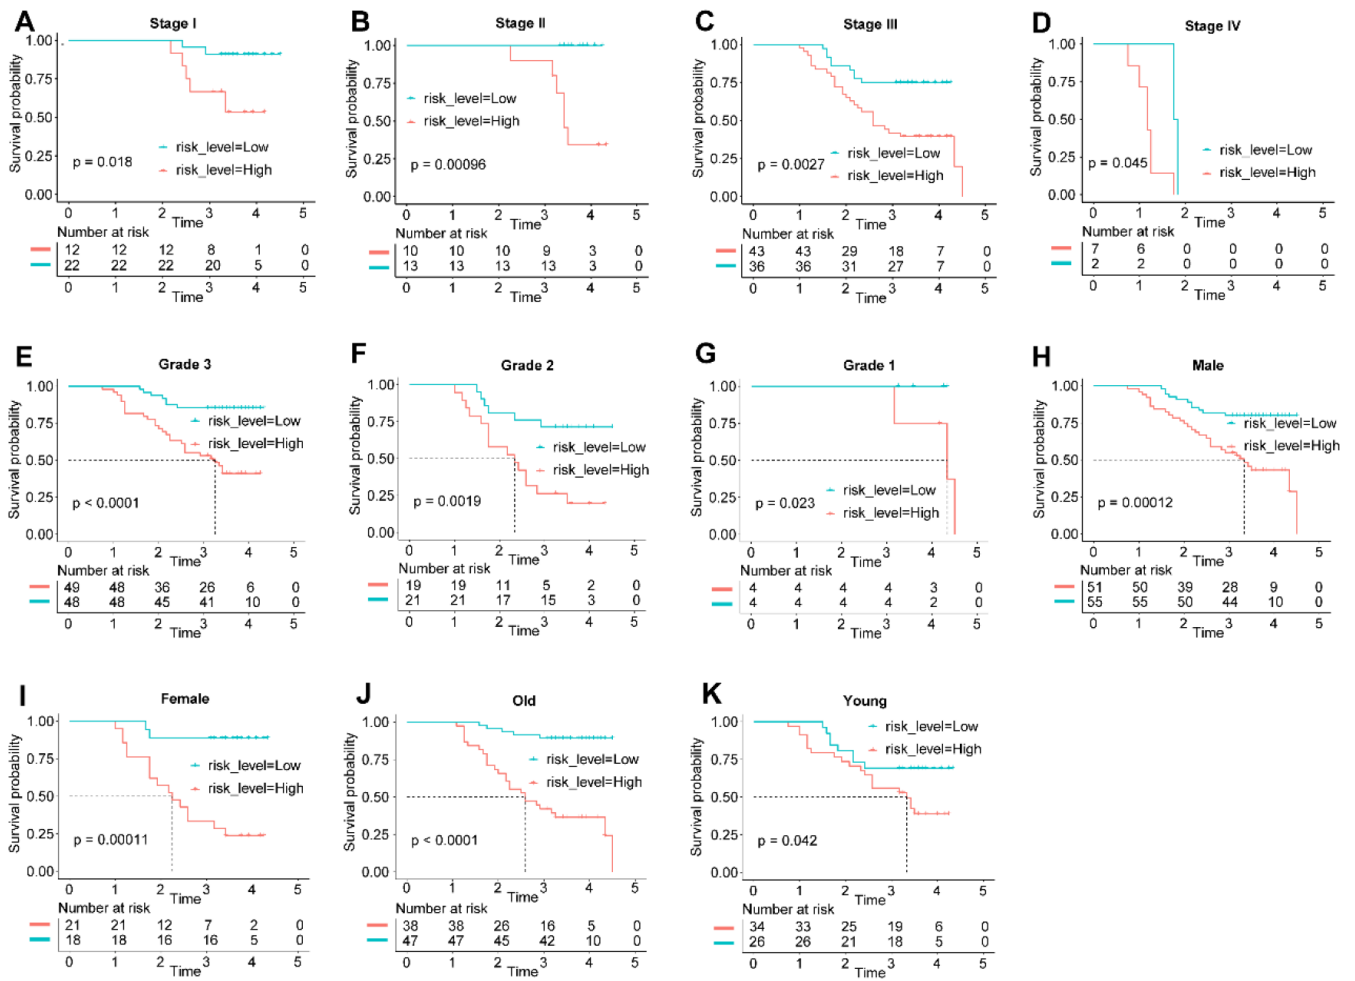 A
Stage I
Survival probability
1.00
0.75
0.50
0.25
0.00
risk_level=Low
risk_level=High
p = 0.018
0 1 2 3 4 5
Time
Number at risk
12 12 12 8 1 0
22 22 22 20 5 0
0 1 2 3 4 5
Time
B
Stage II
Survival probability
1.00
0.75
0.50
0.25
0.00
risk_level=Low
risk_level=High
p = 0.00096
0 1 2 3 4 5
Time
Number at risk
10 10 10 9 3 0
13 13 13 13 3 0
0 1 2 3 4 5
Time
C
Stage III
Survival probability
1.00
0.75
0.50
0.25
0.00
risk_level=Low
risk_level=High
p = 0.0027
0 1 2 3 4 5
Time
Number at risk
43 43 29 18 7 0
36 36 31 27 7 0
0 1 2 3 4 5
Time
D
Stage IV
Survival probability
1.00
0.75
0.50
0.25
0.00
risk_level=Low
risk_level=High
p = 0.045
0 1 2 3 4 5
Time
Number at risk
7 6 0 0 0 0
2 2 0 0 0 0
0 1 2 3 4 5
Time
E
Grade 3
Survival probability
1.00
0.75
0.50
0.25
0.00
risk_level=Low
risk_level=High
p < 0.0001
0 1 2 3 4 5
Time
Number at risk
49 48 36 26 6 0
48 48 45 41 10 0
0 1 2 3 4 5
Time
F
Grade 2
Survival probability
1.00
0.75
0.50
0.25
0.00
risk_level=Low
risk_level=High
p = 0.0019
0 1 2 3 4 5
Time
Number at risk
19 19 11 5 2 0
21 21 17 15 3 0
0 1 2 3 4 5
Time
G
Grade 1
Survival probability
1.00
0.75
0.50
0.25
0.00
risk_level=Low
risk_level=High
p = 0.023
0 1 2 3 4 5
Time
Number at risk
4 4 4 4 3 0
4 4 4 4 2 0
0 1 2 3 4 5
Time
H
Male
Survival probability
1.00
0.75
0.50
0.25
0.00
risk_level=Low
risk_level=High
p = 0.00012
0 1 2 3 4 5
Time
Number at risk
51 50 39 28 9 0
55 55 50 44 10 0
0 1 2 3 4 5
Time
I
Female
Survival probability
1.00
0.75
0.50
0.25
0.00
risk_level=Low
risk_level=High
p = 0.00011
0 1 2 3 4 5
Time
Number at risk
21 21 12 7 2 0
18 18 16 16 5 0
0 1 2 3 4 5
Time
J
Old
Survival probability
1.00
0.75
0.50
0.25
0.00
risk_level=Low
risk_level=High
p < 0.0001
0 1 2 3 4 5
Time
Number at risk
38 38 26 16 5 0
47 47 45 42 10 0
0 1 2 3 4 5
Time
K
Young
Survival probability
1.00
0.75
0.50
0.25
0.00
risk_level=Low
risk_level=High
p = 0.042
0 1 2 3 4 5
Time
Number at risk
34 33 25 19 6 0
26 26 21 18 5 0
0 1 2 3 4 5
Time